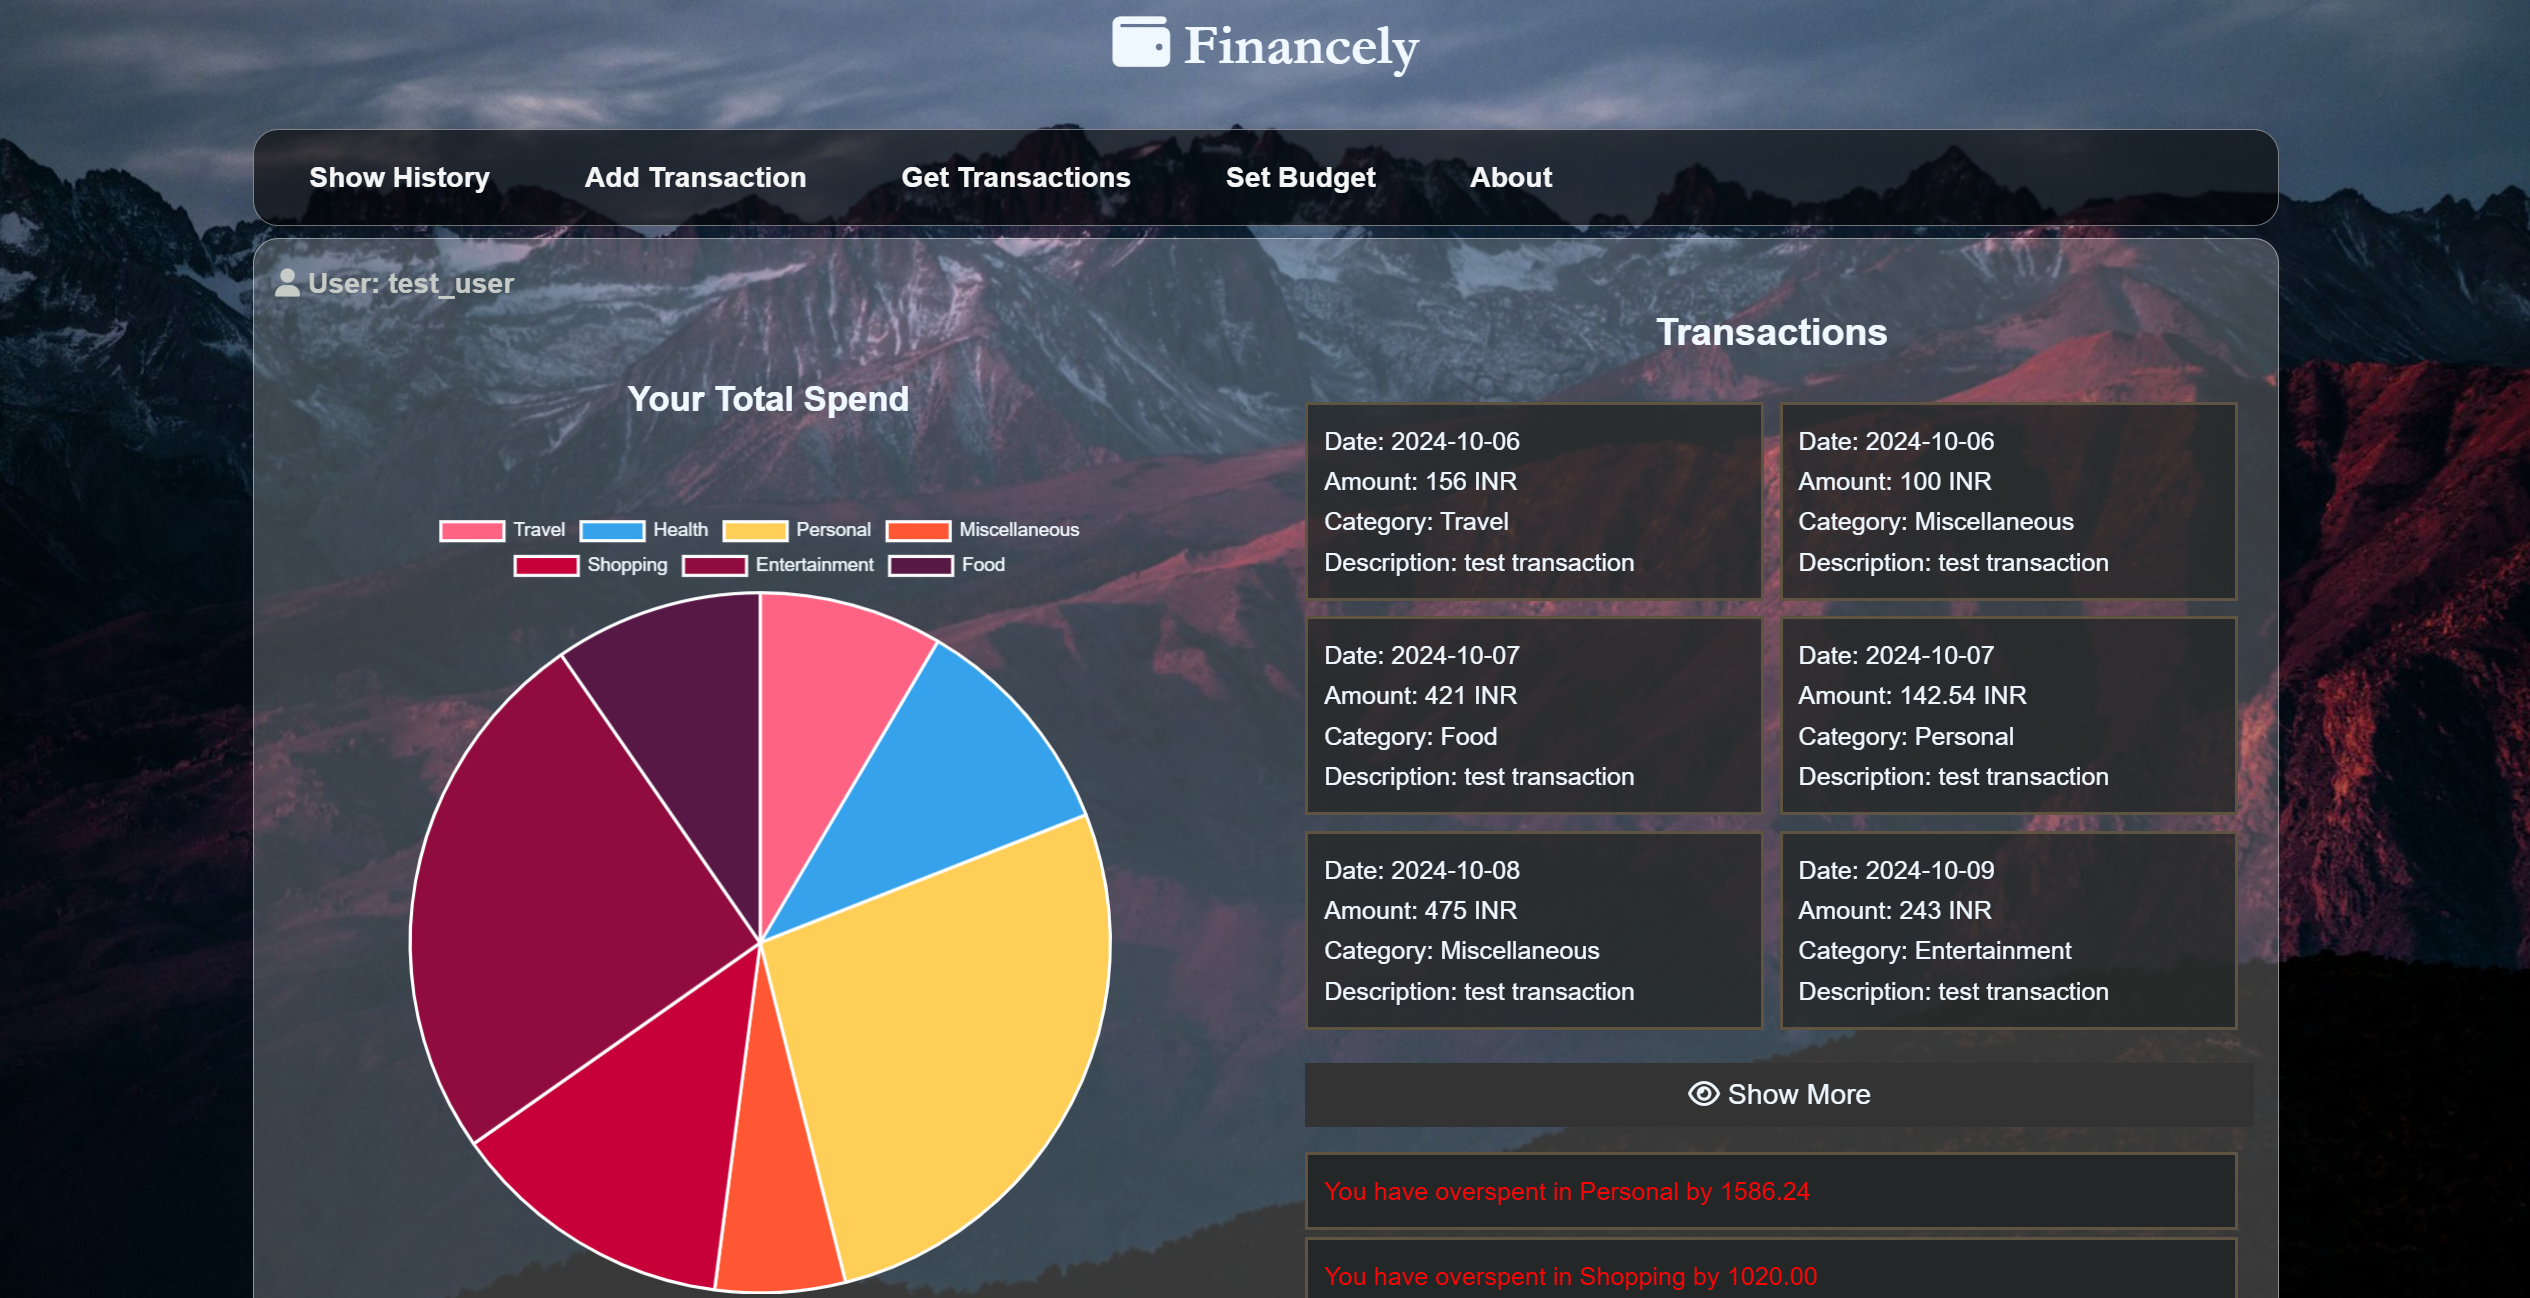 Financely
Show History Add Transaction Get Transactions Set Budget About
User: test_user
Your Total Spend
Travel Health Personal Miscellaneous
Shopping Entertainment Food
Transactions
Date: 2024-10-06
Amount: 156 INR
Category: Travel
Description: test transaction
Date: 2024-10-06
Amount: 100 INR
Category: Miscellaneous
Description: test transaction
Date: 2024-10-07
Amount: 421 INR
Category: Food
Description: test transaction
Date: 2024-10-07
Amount: 142.54 INR
Category: Personal
Description: test transaction
Date: 2024-10-08
Amount: 475 INR
Category: Miscellaneous
Description: test transaction
Date: 2024-10-09
Amount: 243 INR
Category: Entertainment
Description: test transaction
Show More
You have overspent in Personal by 1586.24
You have overspent in Shopping by 1020.00